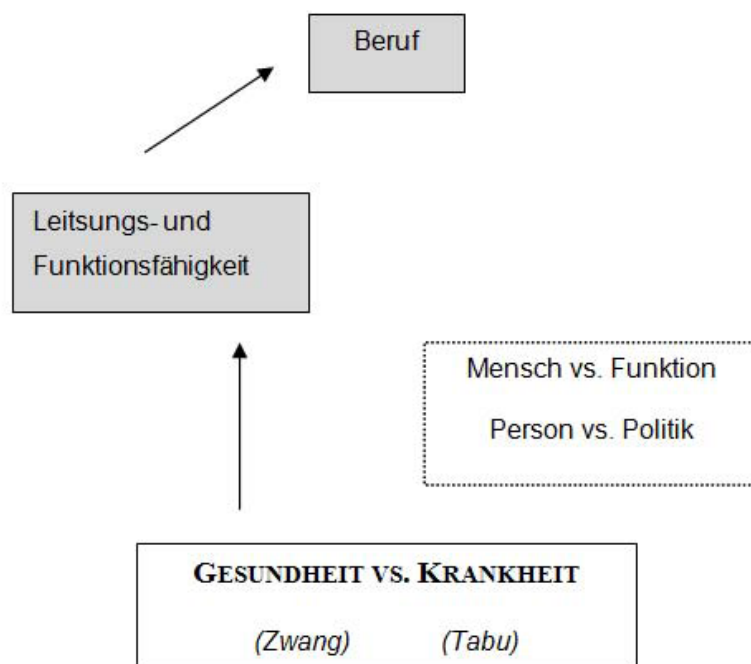 Beruf
Leitsungs- und
Funktionsfähigkeit
Mensch vs. Funktion
Person vs. Politik
GESUNDHEIT VS. KRANKHEIT
(Zwang) (Tabu)